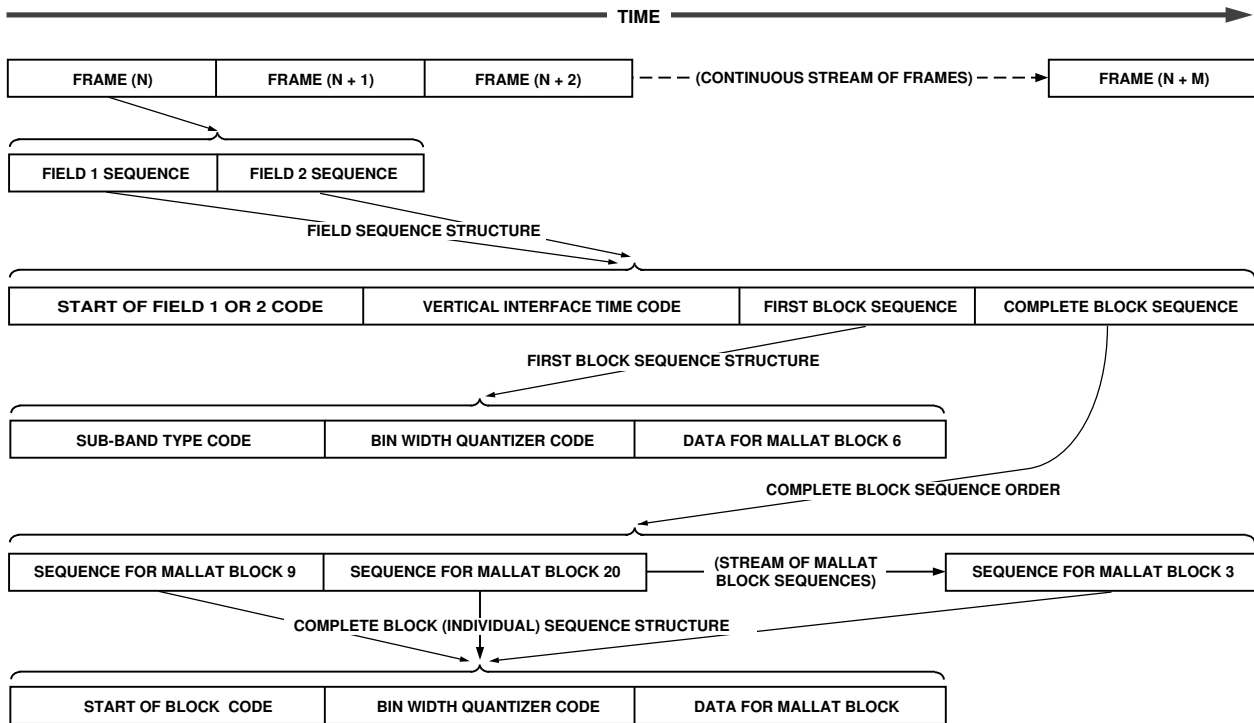 TIME
FRAME (N)
FRAME (N + 1)
FRAME (N + 2)
(CONTINUOUS STREAM OF FRAMES)
FRAME (N + M)
FIELD 1 SEQUENCE
FIELD 2 SEQUENCE
FIELD SEQUENCE STRUCTURE
START OF FIELD 1 OR 2 CODE
VERTICAL INTERFACE TIME CODE
FIRST BLOCK SEQUENCE
COMPLETE BLOCK SEQUENCE
FIRST BLOCK SEQUENCE STRUCTURE
SUB-BAND TYPE CODE
BIN WIDTH QUANTIZER CODE
DATA FOR MALLAT BLOCK 6
COMPLETE BLOCK SEQUENCE ORDER
SEQUENCE FOR MALLAT BLOCK 9
SEQUENCE FOR MALLAT BLOCK 20
(STREAM OF MALLAT
BLOCK SEQUENCES)
SEQUENCE FOR MALLAT BLOCK 3
COMPLETE BLOCK (INDIVIDUAL) SEQUENCE STRUCTURE
START OF BLOCK CODE
BIN WIDTH QUANTIZER CODE
DATA FOR MALLAT BLOCK